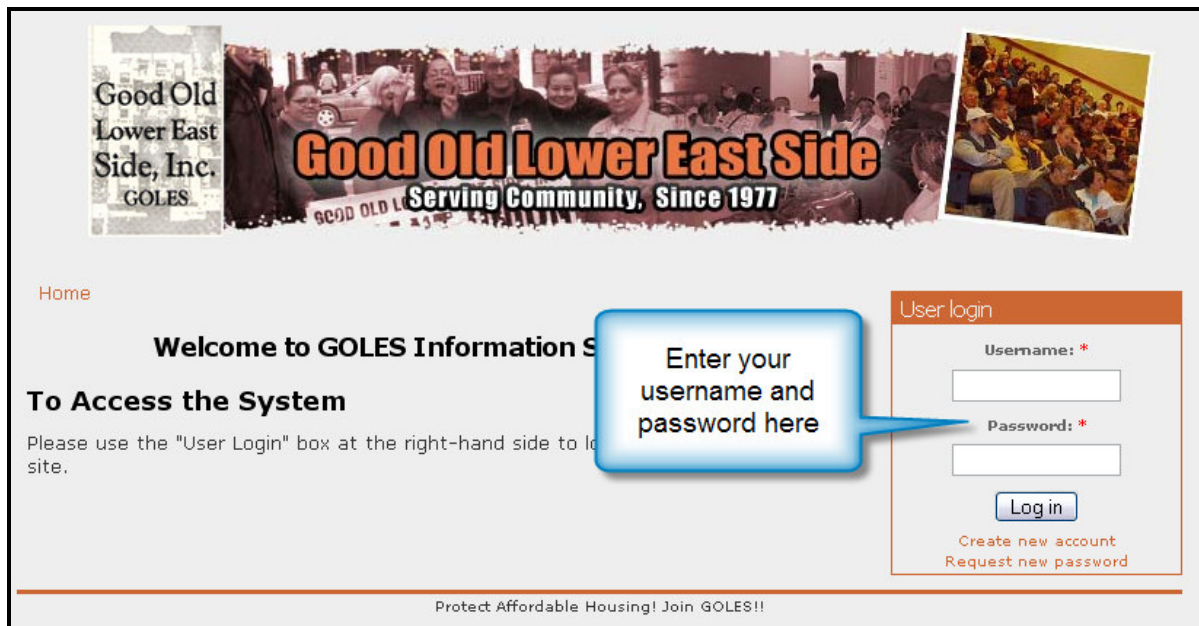 Good Old
Lower East
Side, Inc.
GOLES
Good Old Lower East Side
Serving Community, Since 1977
GOOD OLD L
Home
Welcome to GOLES Information S
To Access the System
Please use the "User Login" box at the right-hand side to lo
site.
Enter your
username and
password here
User login
Username: *
Password: *
Log in
Create new account
Request new password
Protect Affordable Housing! Join GOLES!!